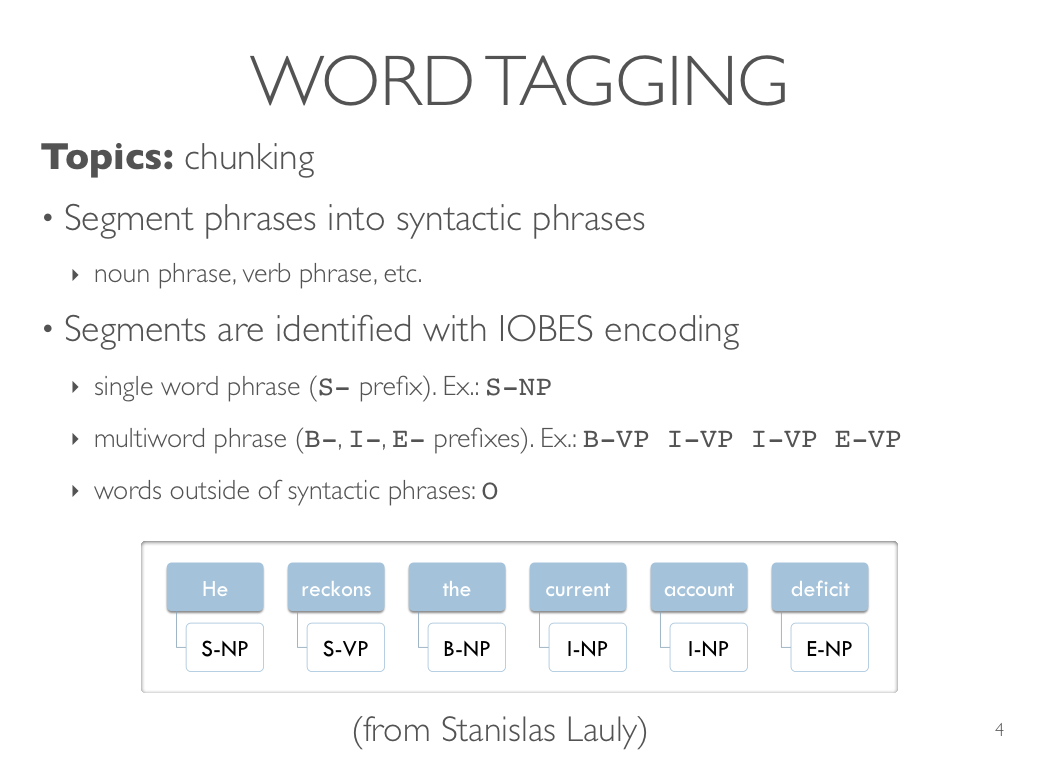 WORD TAGGING
Topics: chunking
• Segment phrases into syntactic phrases
‣ noun phrase, verb phrase, etc.
• Segments are identified with IOBES encoding
‣ single word phrase (S- prefix). Ex.: S-NP
‣ multiword phrase (B-, I-, E- prefixes). Ex.: B-VP I-VP I-VP E-VP
‣ words outside of syntactic phrases: O
He reckons the current account deficit
S-NP S-VP B-NP I-NP I-NP E-NP
(from Stanislas Lauly)
4